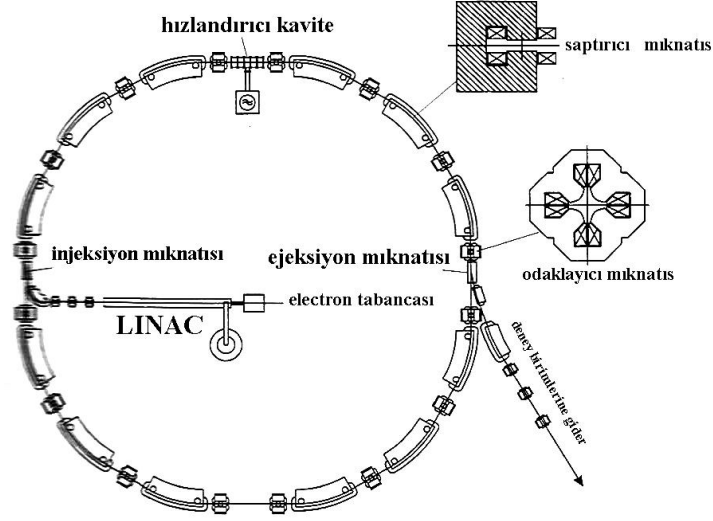 hızlandırıcı kavite
saptırıcı mıknatıs
injeksiyon mıknatısı
ejeksiyon mıknatısı
odaklayıcı mıknatıs
electron tabancası
LINAC
deney birimlerine gider